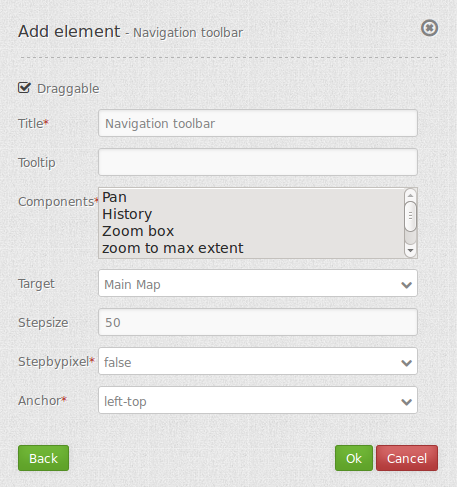 Add element - Navigation toolbar
Draggable
Title* Navigation toolbar
Tooltip
Components* Pan
History
Zoom box
zoom to max extent
Target Main Map
Stepsize 50
Stepbypixel* false
Anchor* left-top
Back Ok Cancel